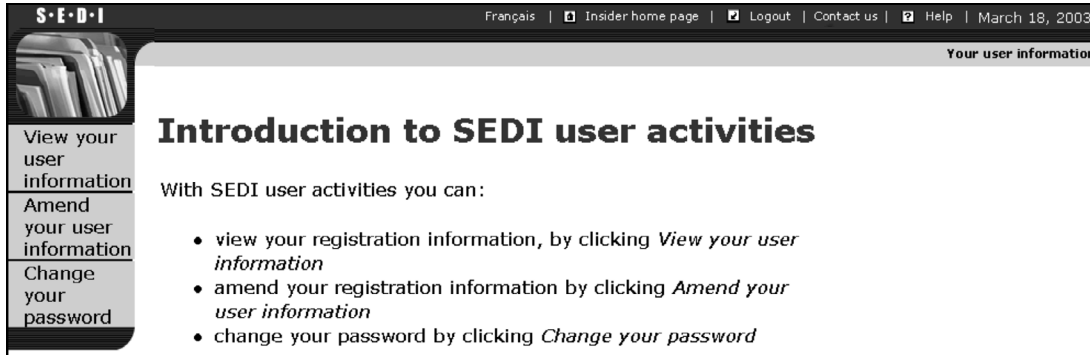 S•E•D•I
Français | Insider home page | Logout | Contact us | ? Help | March 18, 2003
Your user information
View your
user
information
Amend
your user
information
Change
your
password
Introduction to SEDI user activities
With SEDI user activities you can:
• view your registration information, by clicking View your user
information
• amend your registration information by clicking Amend your
user information
• change your password by clicking Change your password